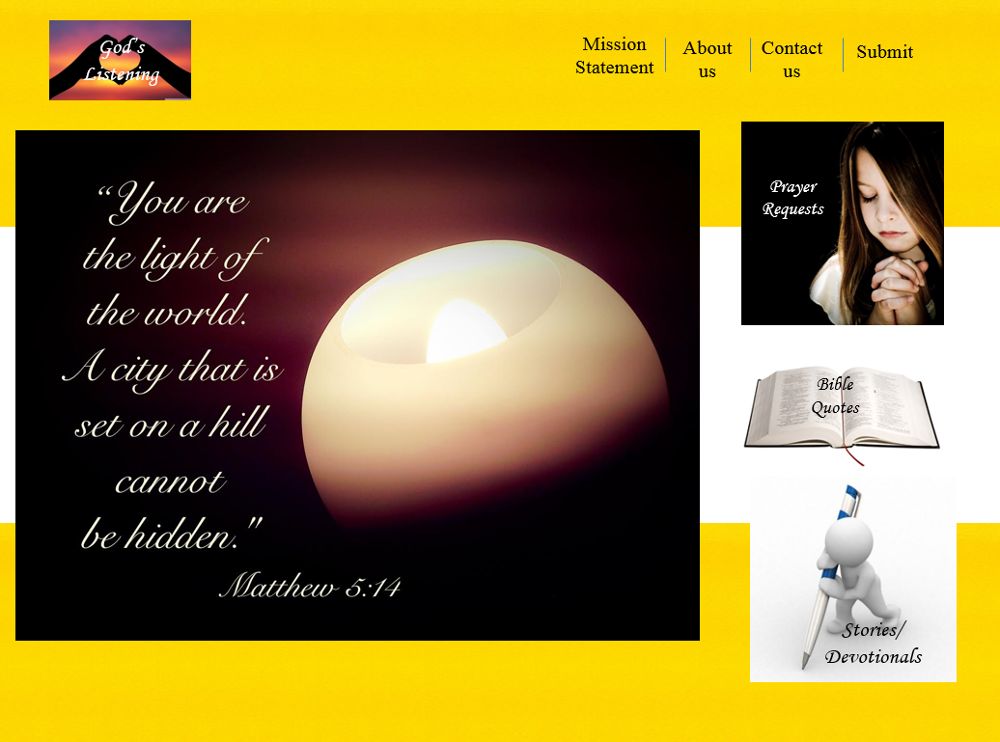 God's
Listening
Mission
Statement
About
us
Contact
us
Submit
“You are
the light of
the world.
A city that is
set on a hill
cannot
be hidden."
Matthew 5:14
Prayer
Requests
Bible
Quotes
Stories/
Devotionals